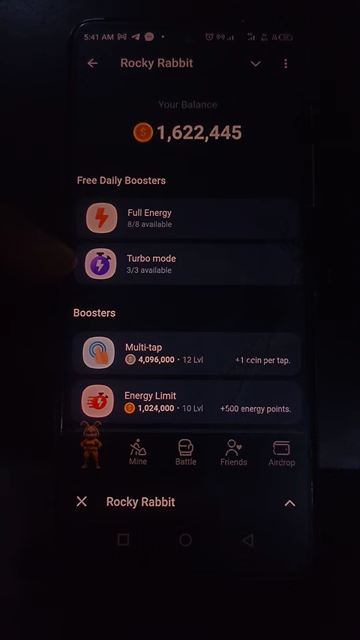 5:41 AM
Rocky Rabbit
Your Balance
1,622,445
Free Daily Boosters
Full Energy
8/8 available
Turbo mode
3/3 available
Boosters
Multi-tap
4,096,000 • 12 Lvl
+1 coin per tap.
Energy Limit
1,024,000 • 10 Lvl
+500 energy points.
Mine
Battle
Friends
Airdrop
Rocky Rabbit